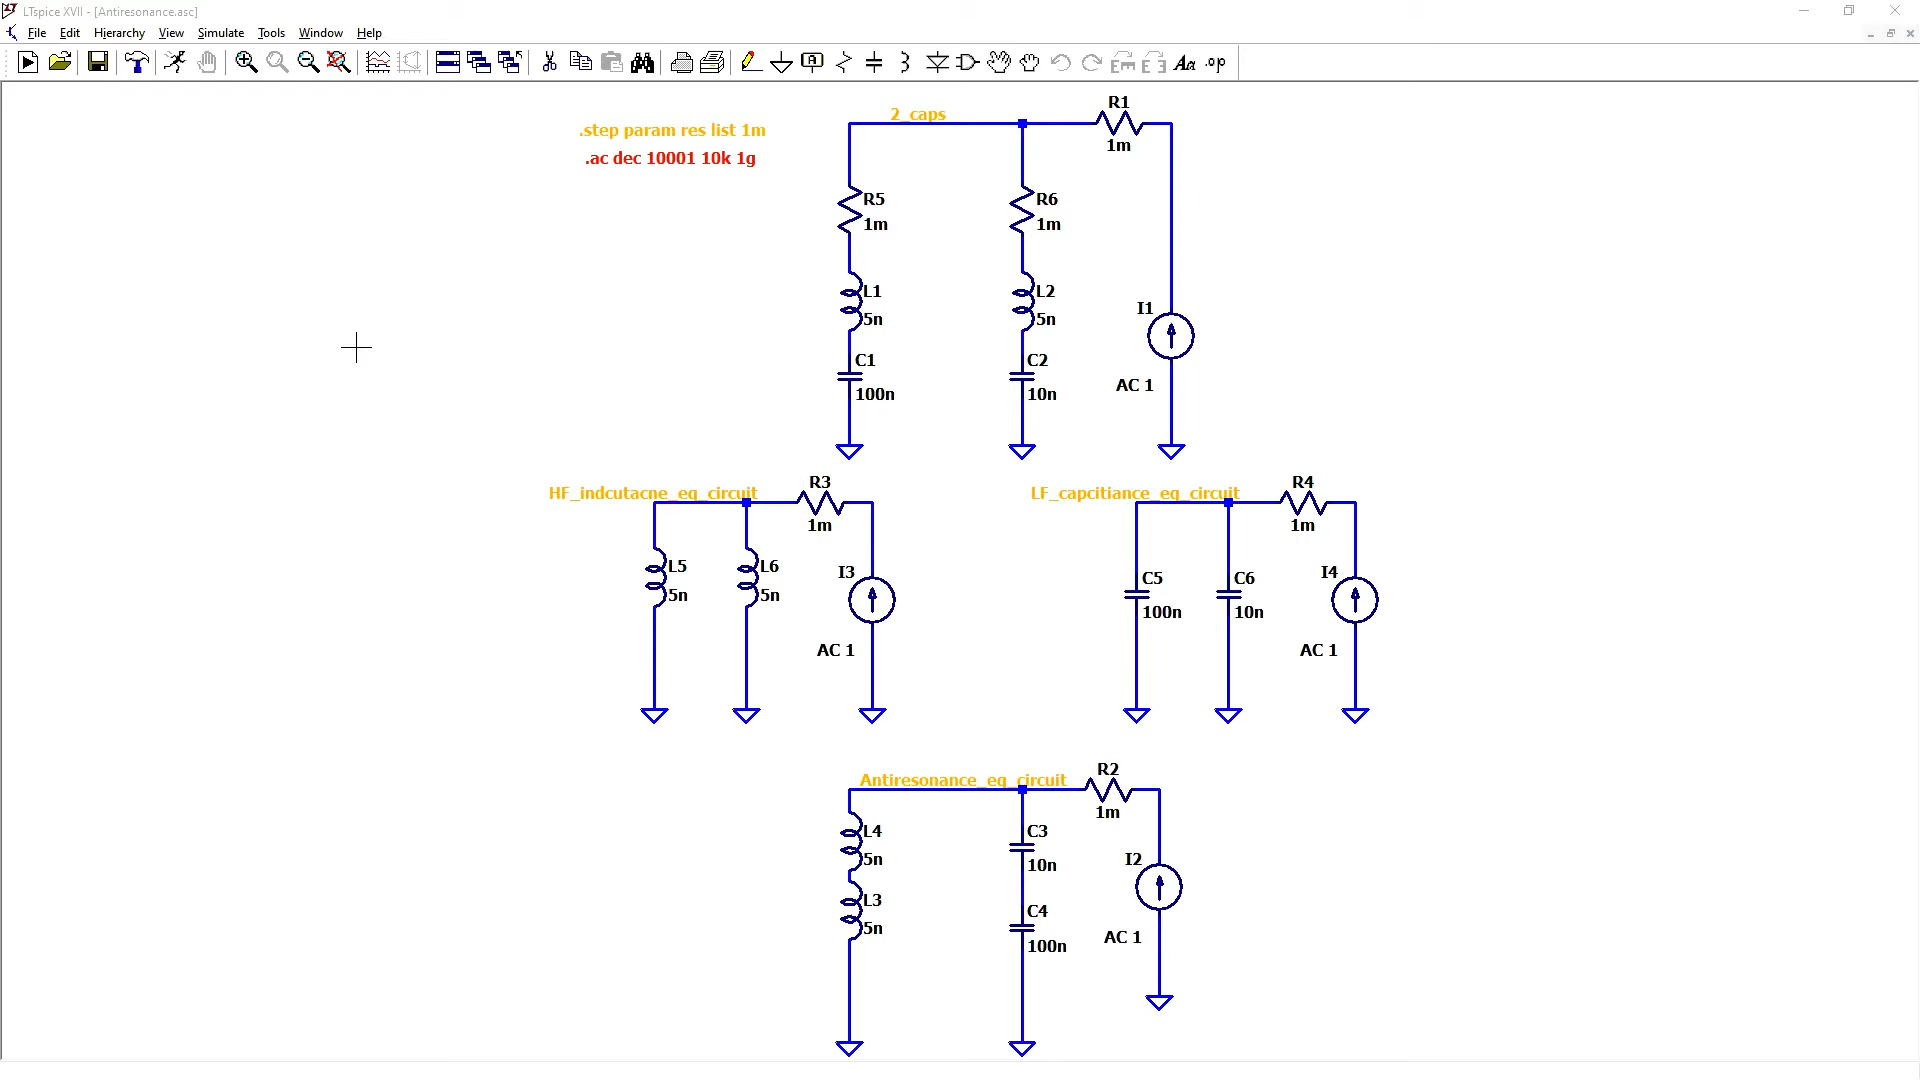 LTspice XVII - [Antiresonance.asc]
File Edit Hierarchy View Simulate Tools Window Help
A Aa .op
2_caps
R1
1m
.step param res list 1m
.ac dec 10001 10k 1g
R5
1m
R6
1m
L1
5n
L2
5n
I1
AC 1
C1
100n
C2
10n
HF_indcutacne_eq_circuit
R3
1m
L5
5n
L6
5n
I3
AC 1
LF_capcitiance_eq_circuit
R4
1m
C5
100n
C6
10n
I4
AC 1
Antiresonance_eq_circuit
R2
1m
L4
5n
L3
5n
C3
10n
C4
100n
I2
AC 1